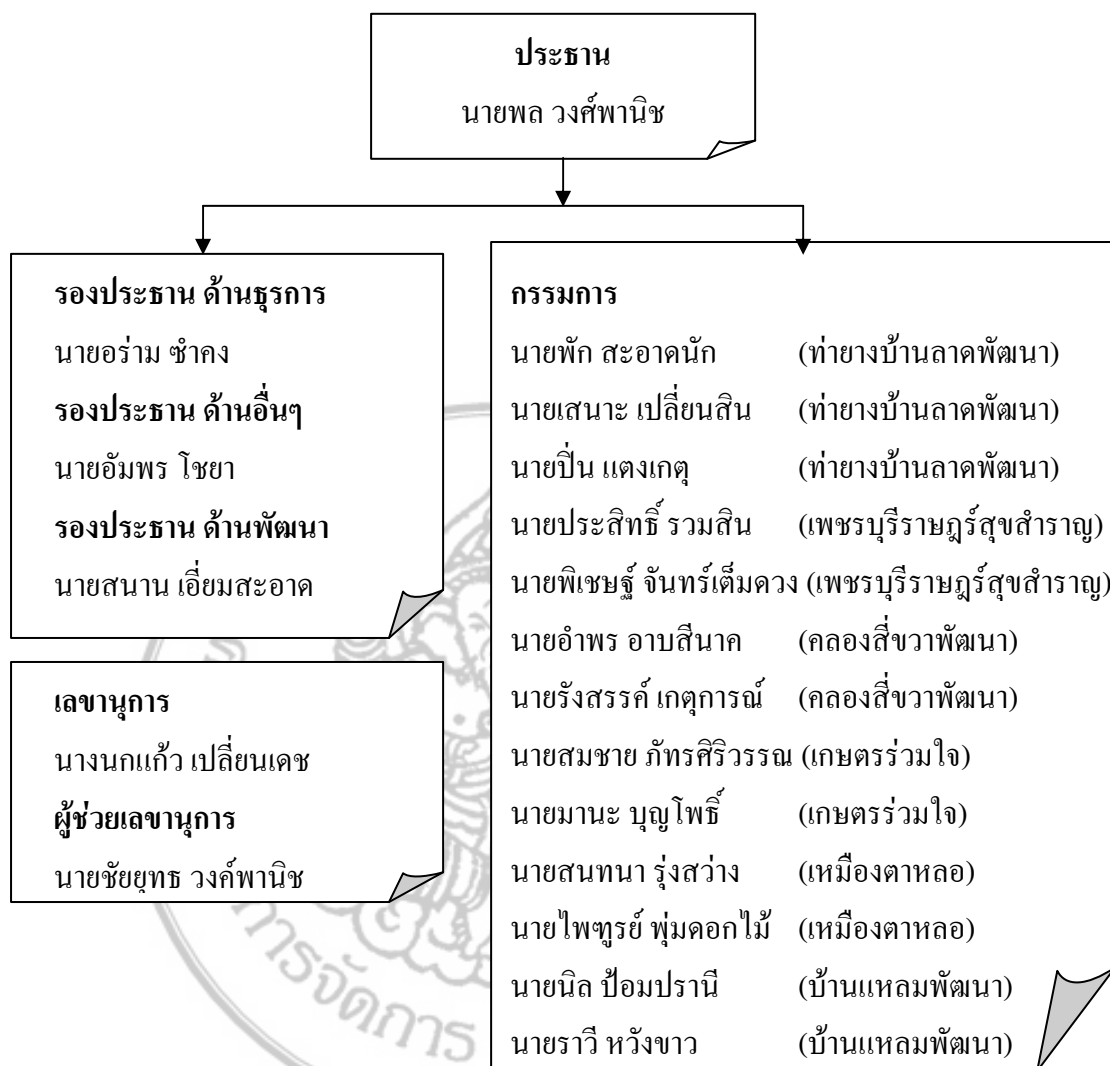 ประธาน
นายพล วงศ์พานิช
รองประธาน ด้านธุรการ
นายอร่าม ซำคง
รองประธาน ด้านอื่นๆ
นายอัมพร โชยา
รองประธาน ด้านพัฒนา
นายสนาน เอี่ยมสะอาด
เลขานุการ
นางนกแก้ว เปลี่ยนเดช
ผู้ช่วยเลขานุการ
นายชัยยุทธ วงค์พานิช
กรรมการ
นายพัก สะอาดนัก (ท่ายางบ้านลาดพัฒนา)
นายเสนาะ เปลี่ยนสิน (ท่ายางบ้านลาดพัฒนา)
นายปิ่น แตงเกตุ (ท่ายางบ้านลาดพัฒนา)
นายประสิทธิ์ รวมสิน (เพชรบุรีราษฎร์สุขสำราญ)
นายพิเชษฐ์ จันทร์เต็มดวง (เพชรบุรีราษฎร์สุขสำราญ)
นายอำพร อาบสีนาค (คลองสี่ขวาพัฒนา)
นายรังสรรค์ เกตุการณ์ (คลองสี่ขวาพัฒนา)
นายสมชาย ภัทรศิริวรรณ (เกษตรร่วมใจ)
นายมานะ บุญโพธิ์ (เกษตรร่วมใจ)
นายสนทนา รุ่งสว่าง (เหมืองตาหลอ)
นายไพฑูรย์ พุ่มดอกไม้ (เหมืองตาหลอ)
นายนิล ป้อมปรานี (บ้านแหลมพัฒนา)
นายราวี หวังขาว (บ้านแหลมพัฒนา)
การจัดการ